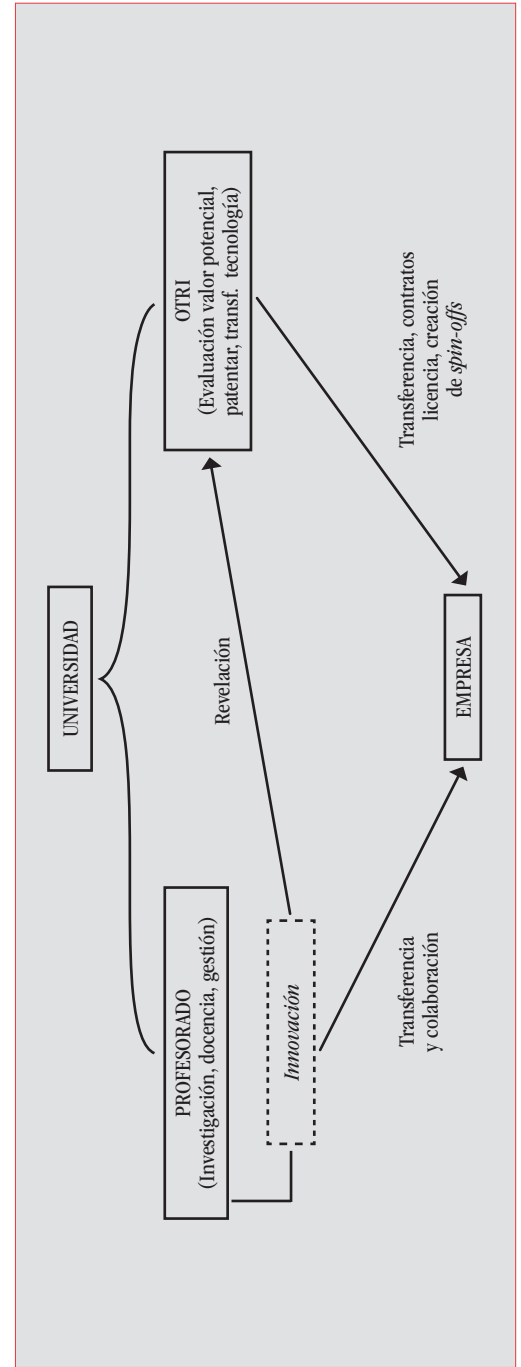 UNIVERSIDAD
PROFESORADO
(Investigación, docencia, gestión)
OTRI
(Evaluación valor potencial,
patentar, transf. tecnología)
Revelación
Innovación
Transferencia
y colaboración
EMPRESA
Transferencia, contratos
licencia, creación
de spin-offs